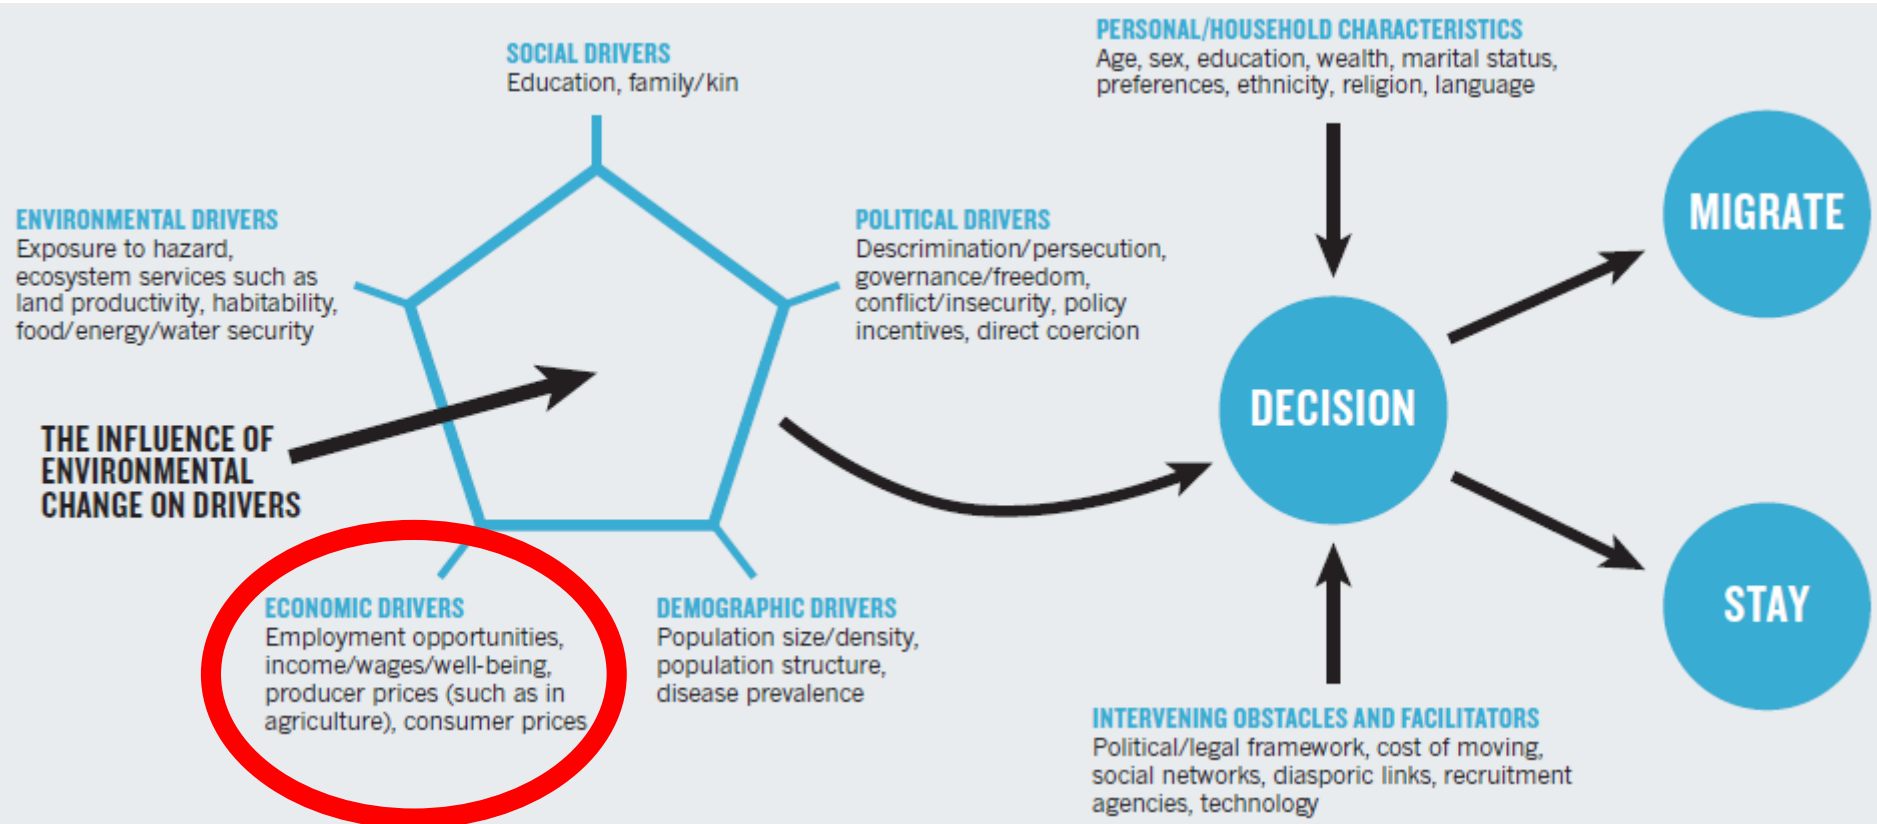 SOCIAL DRIVERS
Education, family/kin
ENVIRONMENTAL DRIVERS
Exposure to hazard,
ecosystem services such as
land productivity, habitability,
food/energy/water security
POLITICAL DRIVERS
Descrimination/persecution,
governance/freedom,
conflict/insecurity, policy
incentives, direct coercion
THE INFLUENCE OF
ENVIRONMENTAL
CHANGE ON DRIVERS
ECONOMIC DRIVERS
Employment opportunities,
income/wages/well-being,
producer prices (such as in
agriculture), consumer prices
DEMOGRAPHIC DRIVERS
Population size/density,
population structure,
disease prevalence
PERSONAL/HOUSEHOLD CHARACTERISTICS
Age, sex, education, wealth, marital status,
preferences, ethnicity, religion, language
DECISION
INTERVENING OBSTACLES AND FACILITATORS
Political/legal framework, cost of moving,
social networks, diasporic links, recruitment
agencies, technology
MIGRATE
STAY